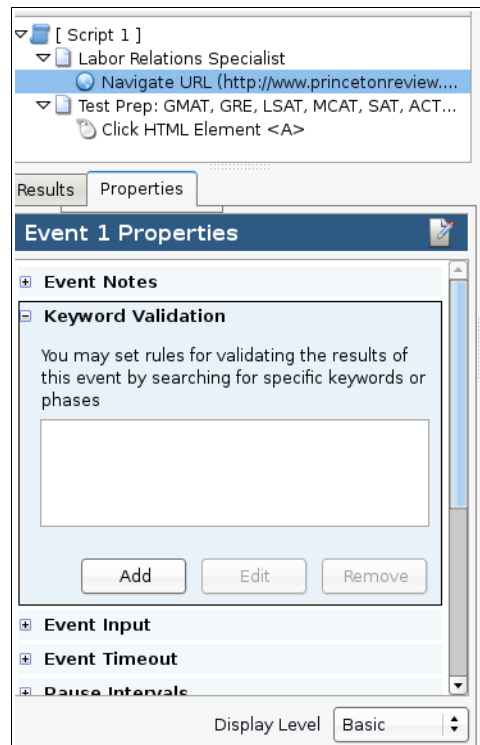 [ Script 1 ]
Labor Relations Specialist
Navigate URL (http://www.princetonreview....
Test Prep: GMAT, GRE, LSAT, MCAT, SAT, ACT...
Click HTML Element <A>
Results Properties
Event 1 Properties
Event Notes
Keyword Validation
You may set rules for validating the results of
this event by searching for specific keywords or
phases
Add Edit Remove
Event Input
Event Timeout
Pause Intervals
Display Level Basic